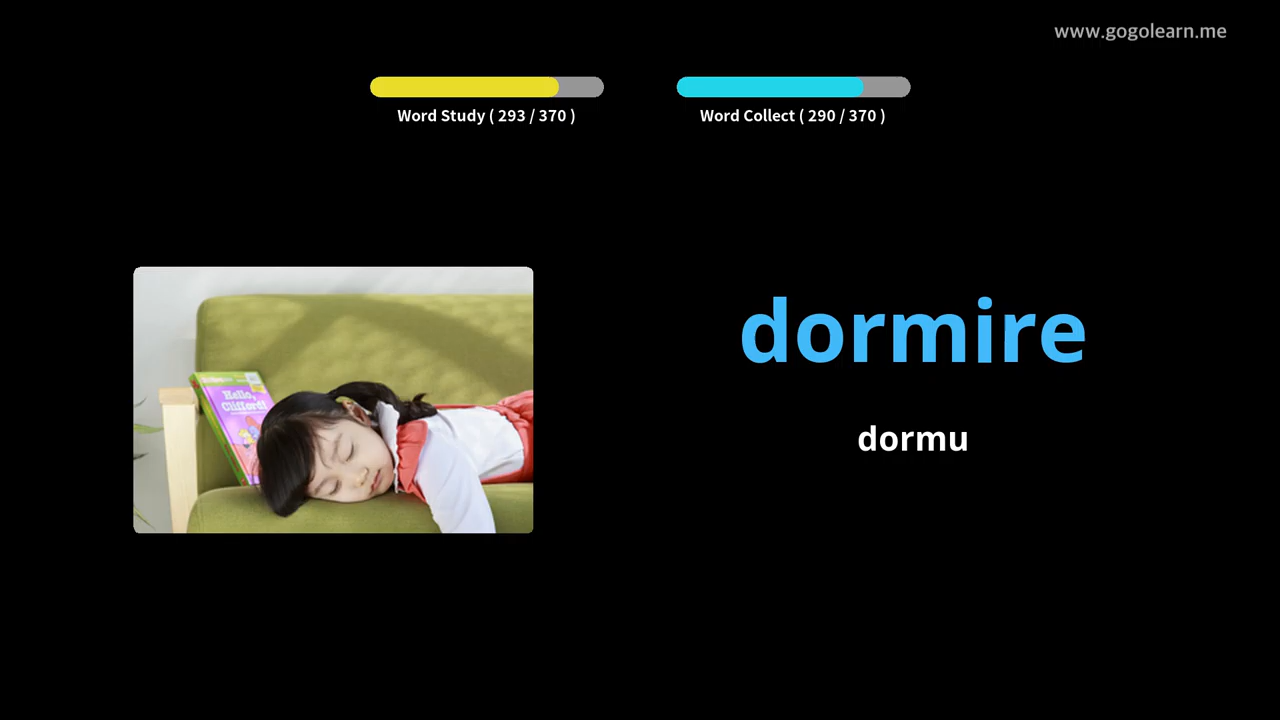 www.gogolearn.me
Word Study ( 293 / 370 )
Word Collect ( 290 / 370 )
dormire
dormu
Hello,
Clifford!